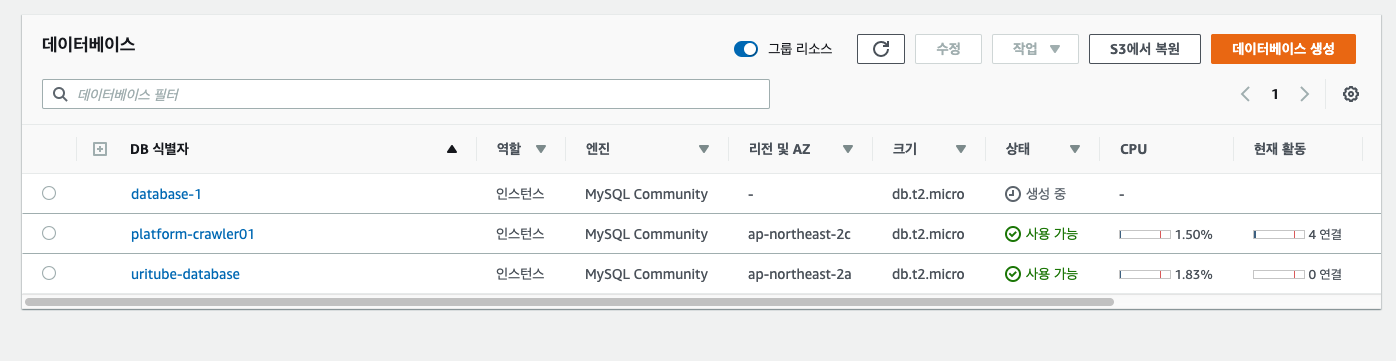 데이터베이스
그룹 리소스 수정 작업 S3에서 복원 데이터베이스 생성
데이터베이스 필터 1
DB 식별자 역할 엔진 리전 및 AZ 크기 상태 CPU 현재 활동
database-1 인스턴스 MySQL Community - db.t2.micro 생성 중 -
platform-crawler01 인스턴스 MySQL Community ap-northeast-2c db.t2.micro 사용 가능 1.50% 4 연결
uritube-database 인스턴스 MySQL Community ap-northeast-2a db.t2.micro 사용 가능 1.83% 0 연결